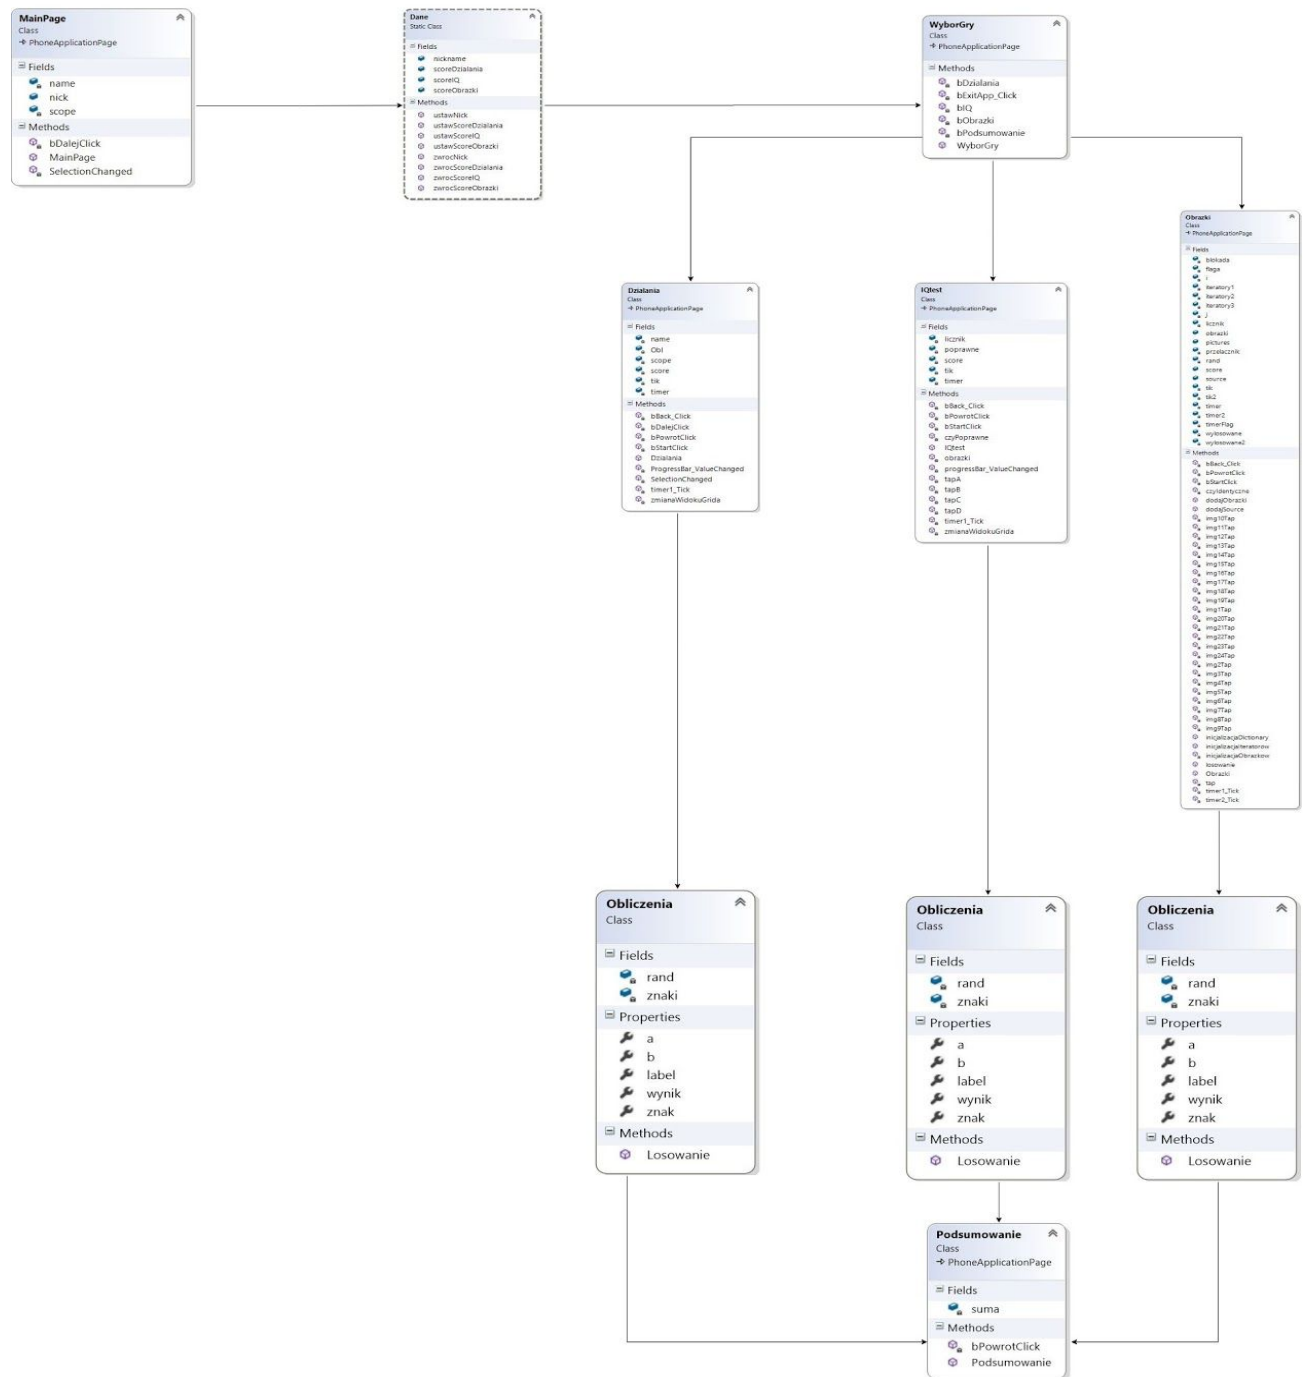 MainPage
Class
PhoneApplicationPage
Fields
name
nick
scope
Methods
bDalejClick
MainPage
SelectionChanged
Dane
Static Class
Fields
nickname
scoreDzialania
scoreIQ
scoreObrazki
Methods
ustawNick
ustawScoreDzialania
ustawScoreIQ
ustawScoreObrazki
zwrocNick
zwrocScoreDzialania
zwrocScoreIQ
zwrocScoreObrazki
WyborGry
Class
PhoneApplicationPage
Methods
bDzialania
bExitApp_Click
bIQ
bObrazki
bPodsumowanie
WyborGry
Dzialania
Class
PhoneApplicationPage
Fields
name
Obl
scope
score
tik
timer
Methods
bBack_Click
bDalejClick
bPowrotClick
bStartClick
Dzialania
ProgressBar_ValueChanged
SelectionChanged
timer1_Tick
zmianaWidokuGrida
IQtest
Class
PhoneApplicationPage
Fields
licznik
poprawne
score
tik
timer
Methods
bBack_Click
bPowrotClick
bStartClick
czyPoprawne
IQtest
obrazki
progressBar_ValueChanged
tapA
tapB
tapC
tapD
timer1_Tick
zmianaWidokuGrida
Obrazki
Class
PhoneApplicationPage
Fields
blokada
flaga
i
iteratory1
iteratory2
iteratory3
j
licznik
obrazki
pictures
przelacznik
rand
score
source
tik
tik2
timer
timer2
timerFlag
wylosowane
wylosowane2
Methods
bBack_Click
bPowrotClick
bStartClick
czyIdentyczne
dodajObrazki
dodajSource
img10Tap
img11Tap
img12Tap
img13Tap
img14Tap
img15Tap
img16Tap
img17Tap
img18Tap
img19Tap
img1Tap
img20Tap
img21Tap
img22Tap
img23Tap
img24Tap
img2Tap
img3Tap
img4Tap
img5Tap
img6Tap
img7Tap
img8Tap
img9Tap
inicjalizacjaDictionary
inicjalizacjaIteratorow
inicjalizacjaObrazkow
losowanie
Obrazki
tap
timer1_Tick
timer2_Tick
Obliczenia
Class
Fields
rand
znaki
Properties
a
b
label
wynik
znak
Methods
Losowanie
Obliczenia
Class
Fields
rand
znaki
Properties
a
b
label
wynik
znak
Methods
Losowanie
Obliczenia
Class
Fields
rand
znaki
Properties
a
b
label
wynik
znak
Methods
Losowanie
Podsumowanie
Class
PhoneApplicationPage
Fields
suma
Methods
bPowrotClick
Podsumowanie